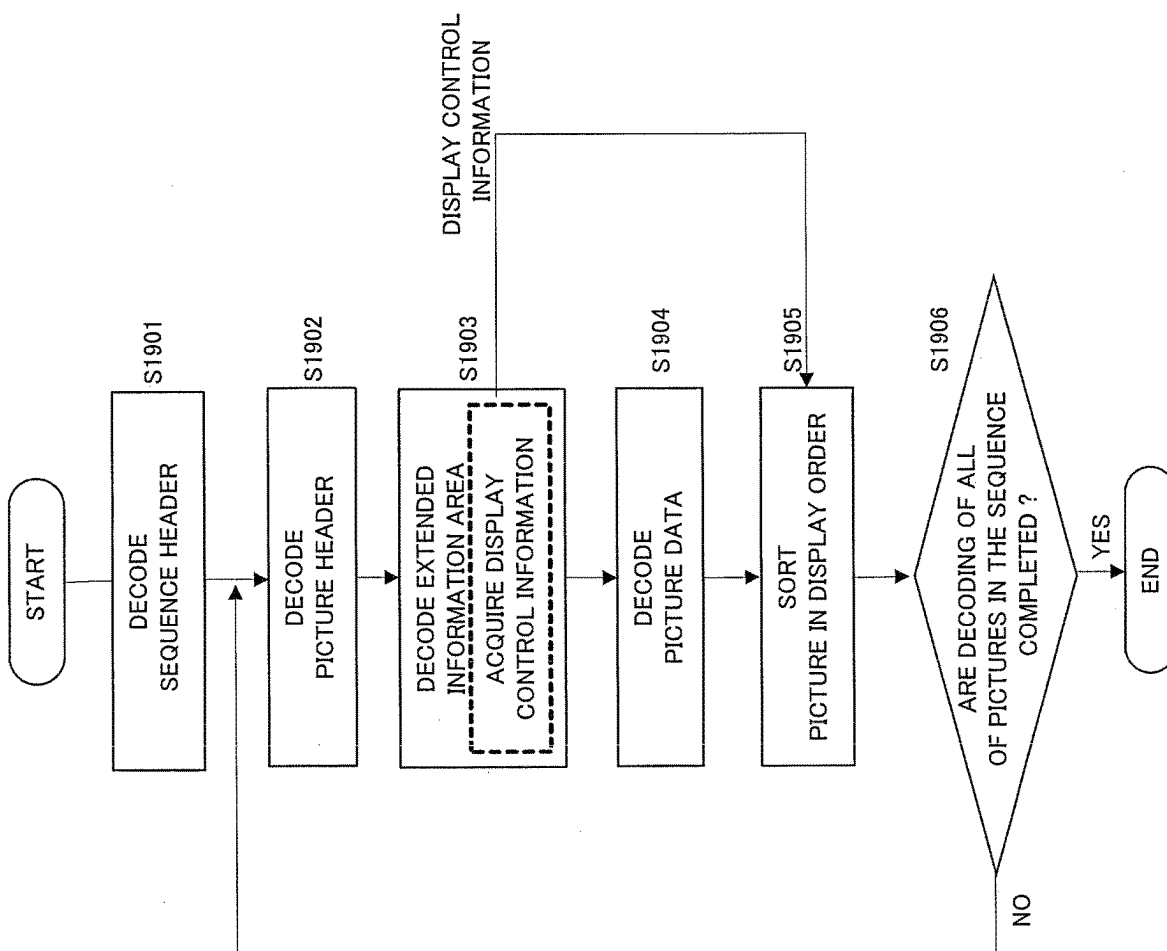 START
DECODE
SEQUENCE HEADER
S1901
DECODE
PICTURE HEADER
S1902
DECODE EXTENDED
INFORMATION AREA
ACQUIRE DISPLAY
CONTROL INFORMATION
S1903
DISPLAY CONTROL
INFORMATION
DECODE
PICTURE DATA
S1904
SORT
PICTURE IN DISPLAY ORDER
S1905
ARE DECODING OF ALL
OF PICTURES IN THE SEQUENCE
COMPLETED ?
S1906
NO
YES
END